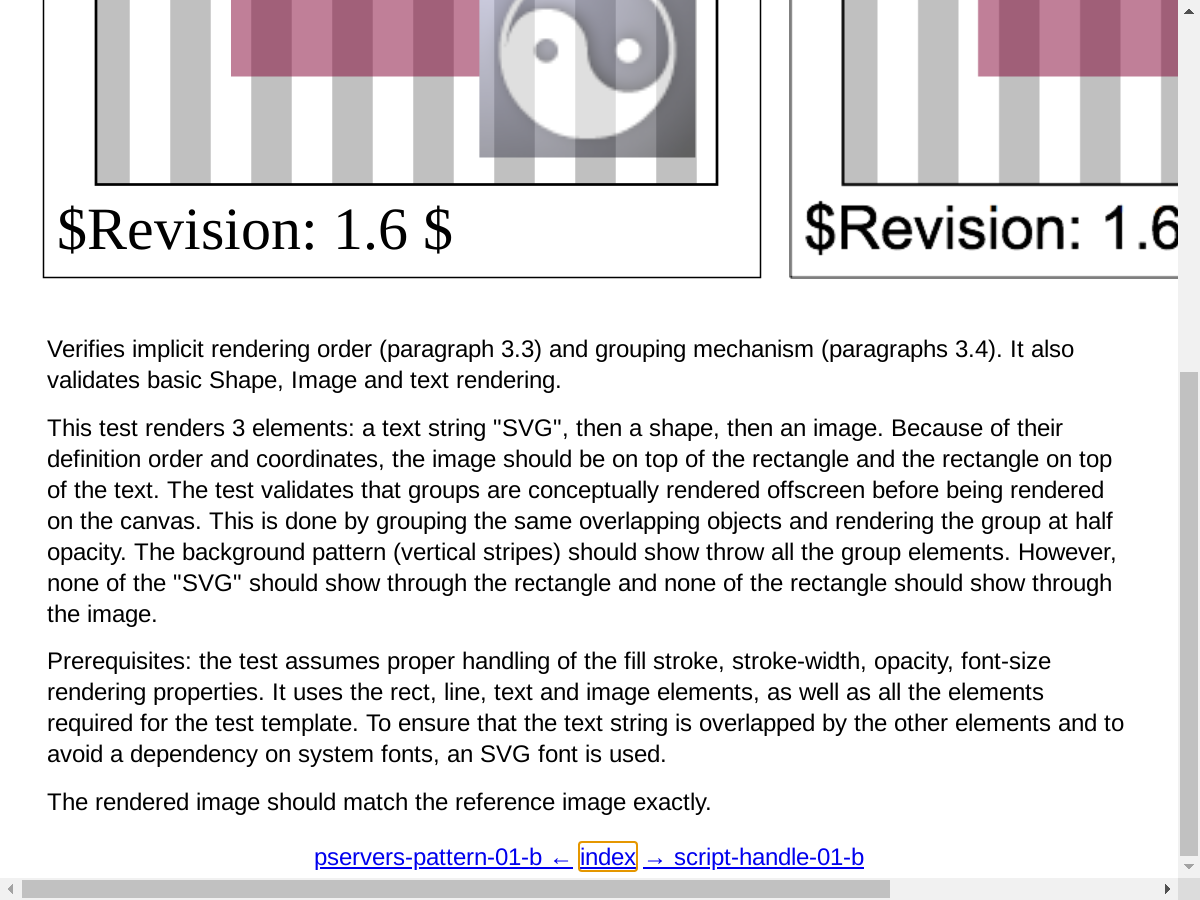 $Revision: 1.6 $
$Revision: 1.6
Verifies implicit rendering order (paragraph 3.3) and grouping mechanism (paragraphs 3.4). It also
validates basic Shape, Image and text rendering.
This test renders 3 elements: a text string "SVG", then a shape, then an image. Because of their
definition order and coordinates, the image should be on top of the rectangle and the rectangle on top
of the text. The test validates that groups are conceptually rendered offscreen before being rendered
on the canvas. This is done by grouping the same overlapping objects and rendering the group at half
opacity. The background pattern (vertical stripes) should show throw all the group elements. However,
none of the "SVG" should show through the rectangle and none of the rectangle should show through
the image.
Prerequisites: the test assumes proper handling of the fill stroke, stroke-width, opacity, font-size
rendering properties. It uses the rect, line, text and image elements, as well as all the elements
required for the test template. To ensure that the text string is overlapped by the other elements and to
avoid a dependency on system fonts, an SVG font is used.
The rendered image should match the reference image exactly.
pservers-pattern-01-b ← index → script-handle-01-b